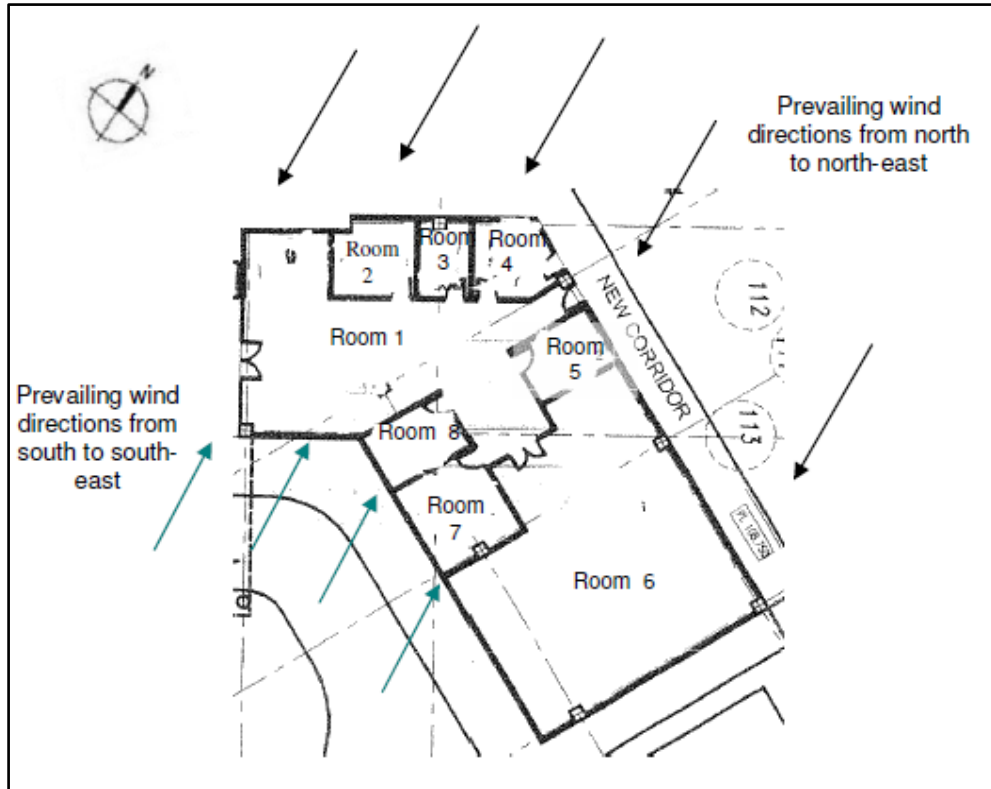 N
Prevailing wind
directions from north
to north-east
Room
2
Room
3
Room
4
Room 1
Room
5
NEW CORRIDOR
112
113
Prevailing wind
directions from
south to south-
east
Room 8
Room
7
Room 6